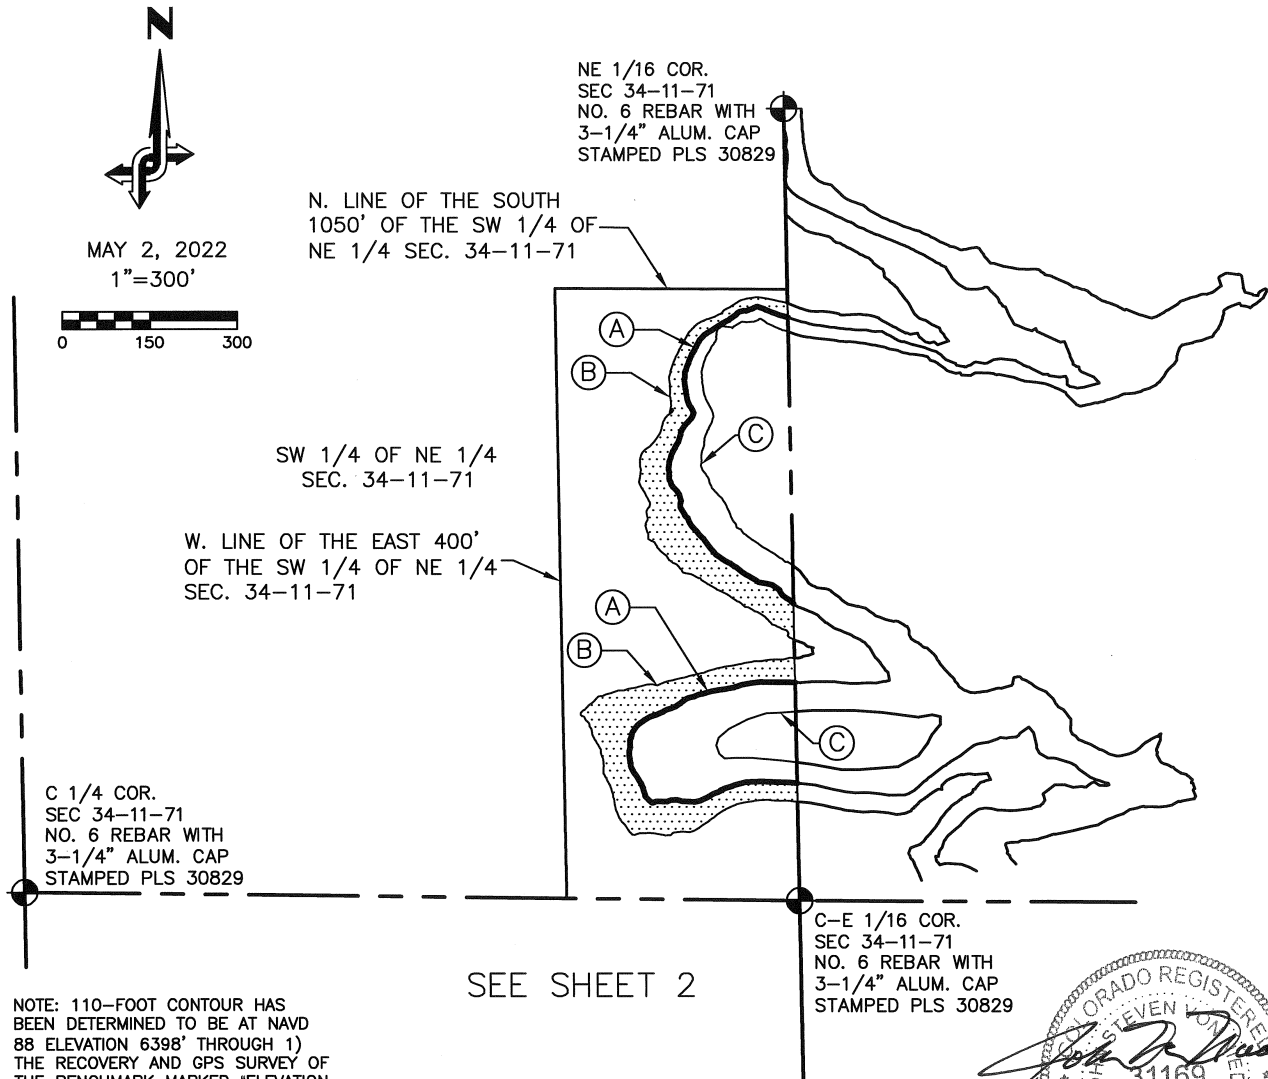 N
MAY 2, 2022
1”=300’
0 150 300
NE 1/16 COR.
SEC 34–11–71
NO. 6 REBAR WITH
3–1/4” ALUM. CAP
STAMPED PLS 30829
N. LINE OF THE SOUTH
1050’ OF THE SW 1/4 OF
NE 1/4 SEC. 34–11–71
A
B
C
SW 1/4 OF NE 1/4
SEC. 34–11–71
W. LINE OF THE EAST 400’
OF THE SW 1/4 OF NE 1/4
SEC. 34–11–71
A
B
C
C 1/4 COR.
SEC 34–11–71
NO. 6 REBAR WITH
3–1/4” ALUM. CAP
STAMPED PLS 30829
C–E 1/16 COR.
SEC 34–11–71
NO. 6 REBAR WITH
3–1/4” ALUM. CAP
STAMPED PLS 30829
SEE SHEET 2
NOTE: 110–FOOT CONTOUR HAS
BEEN DETERMINED TO BE AT NAVD
88 ELEVATION 6398’ THROUGH 1)
THE RECOVERY AND GPS SURVEY OF
THE BENCHMARK MARKED “ELEVATION
COLORADO REGISTERE
STEVEN VON
31169